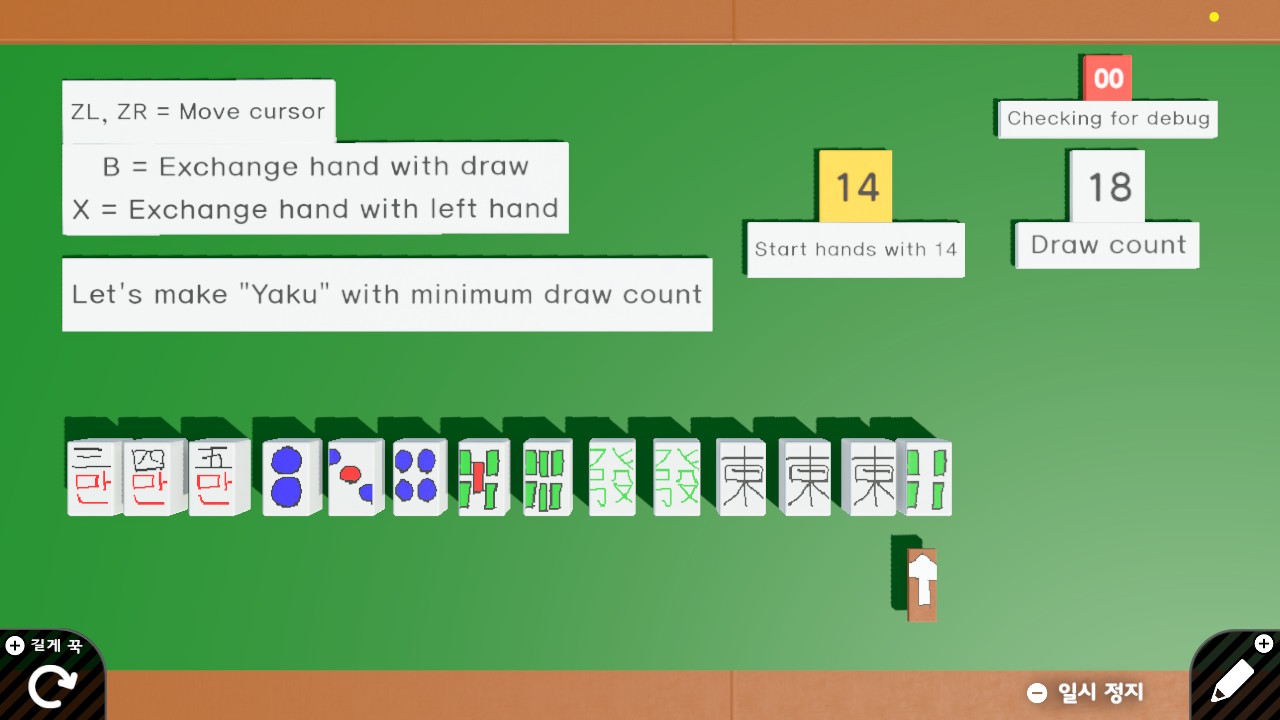 00
Checking for debug
ZL, ZR = Move cursor
B = Exchange hand with draw
X = Exchange hand with left hand
14
Start hands with 14
18
Draw count
Let's make "Yaku" with minimum draw count
三만 四만 五만 發 發 東 東 東
길게 꾹
일시 정지